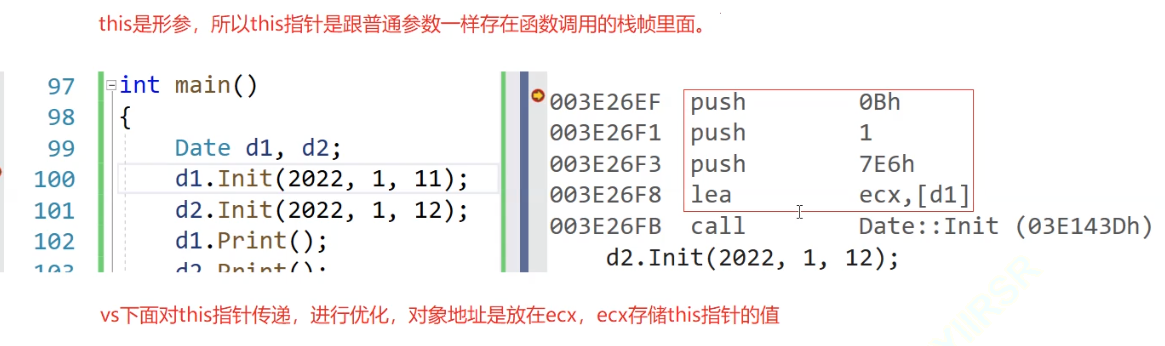 this是形参，所以this指针是跟普通参数一样存在函数调用的栈帧里面。
97 int main()
98 {
99 Date d1, d2;
100 d1.Init(2022, 1, 11);
101 d2.Init(2022, 1, 12);
102 d1.Print();
103 d2.Print();
003E26EF push 0Bh
003E26F1 push 1
003E26F3 push 7E6h
003E26F8 lea ecx,[d1]
003E26FB call Date::Init (03E143Dh)
d2.Init(2022, 1, 12);
vs下面对this指针传递，进行优化，对象地址是放在ecx，ecx存储this指针的值